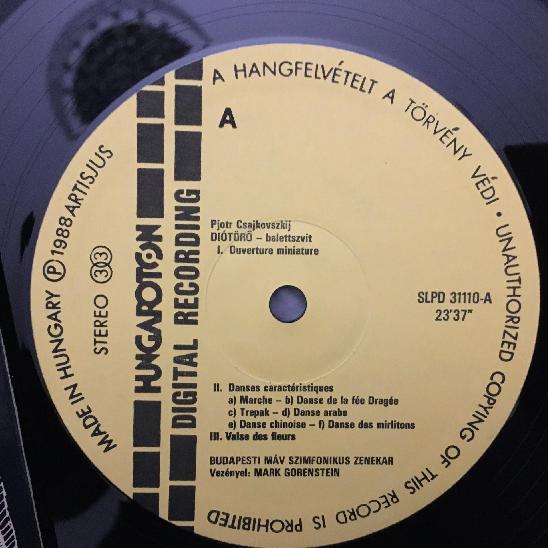 A HANGFELVÉTELT A TÖRVÉNY VÉDI · UNAUTHORIZED COPYING OF THIS RECORD IS PROHIBITED
MADE IN HUNGARY Ⓟ 1988 ARTISJUS
STEREO 33
HUNGAROTON
DIGITAL RECORDING
A
Pjotr Csajkovszkij
DIÓTÖRŐ – balettszvit
I. Ouverture miniature
SLPD 31110-A
23'37"
II. Danses caractéristiques
a) Marche – b) Danse de la fée Dragée
c) Trepak – d) Danse arabe
e) Danse chinoise – f) Danse des mirlitons
III. Valse des fleurs
BUDAPESTI MÁV SZIMFONIKUS ZENEKAR
Vezényel: MARK GORENSTEIN